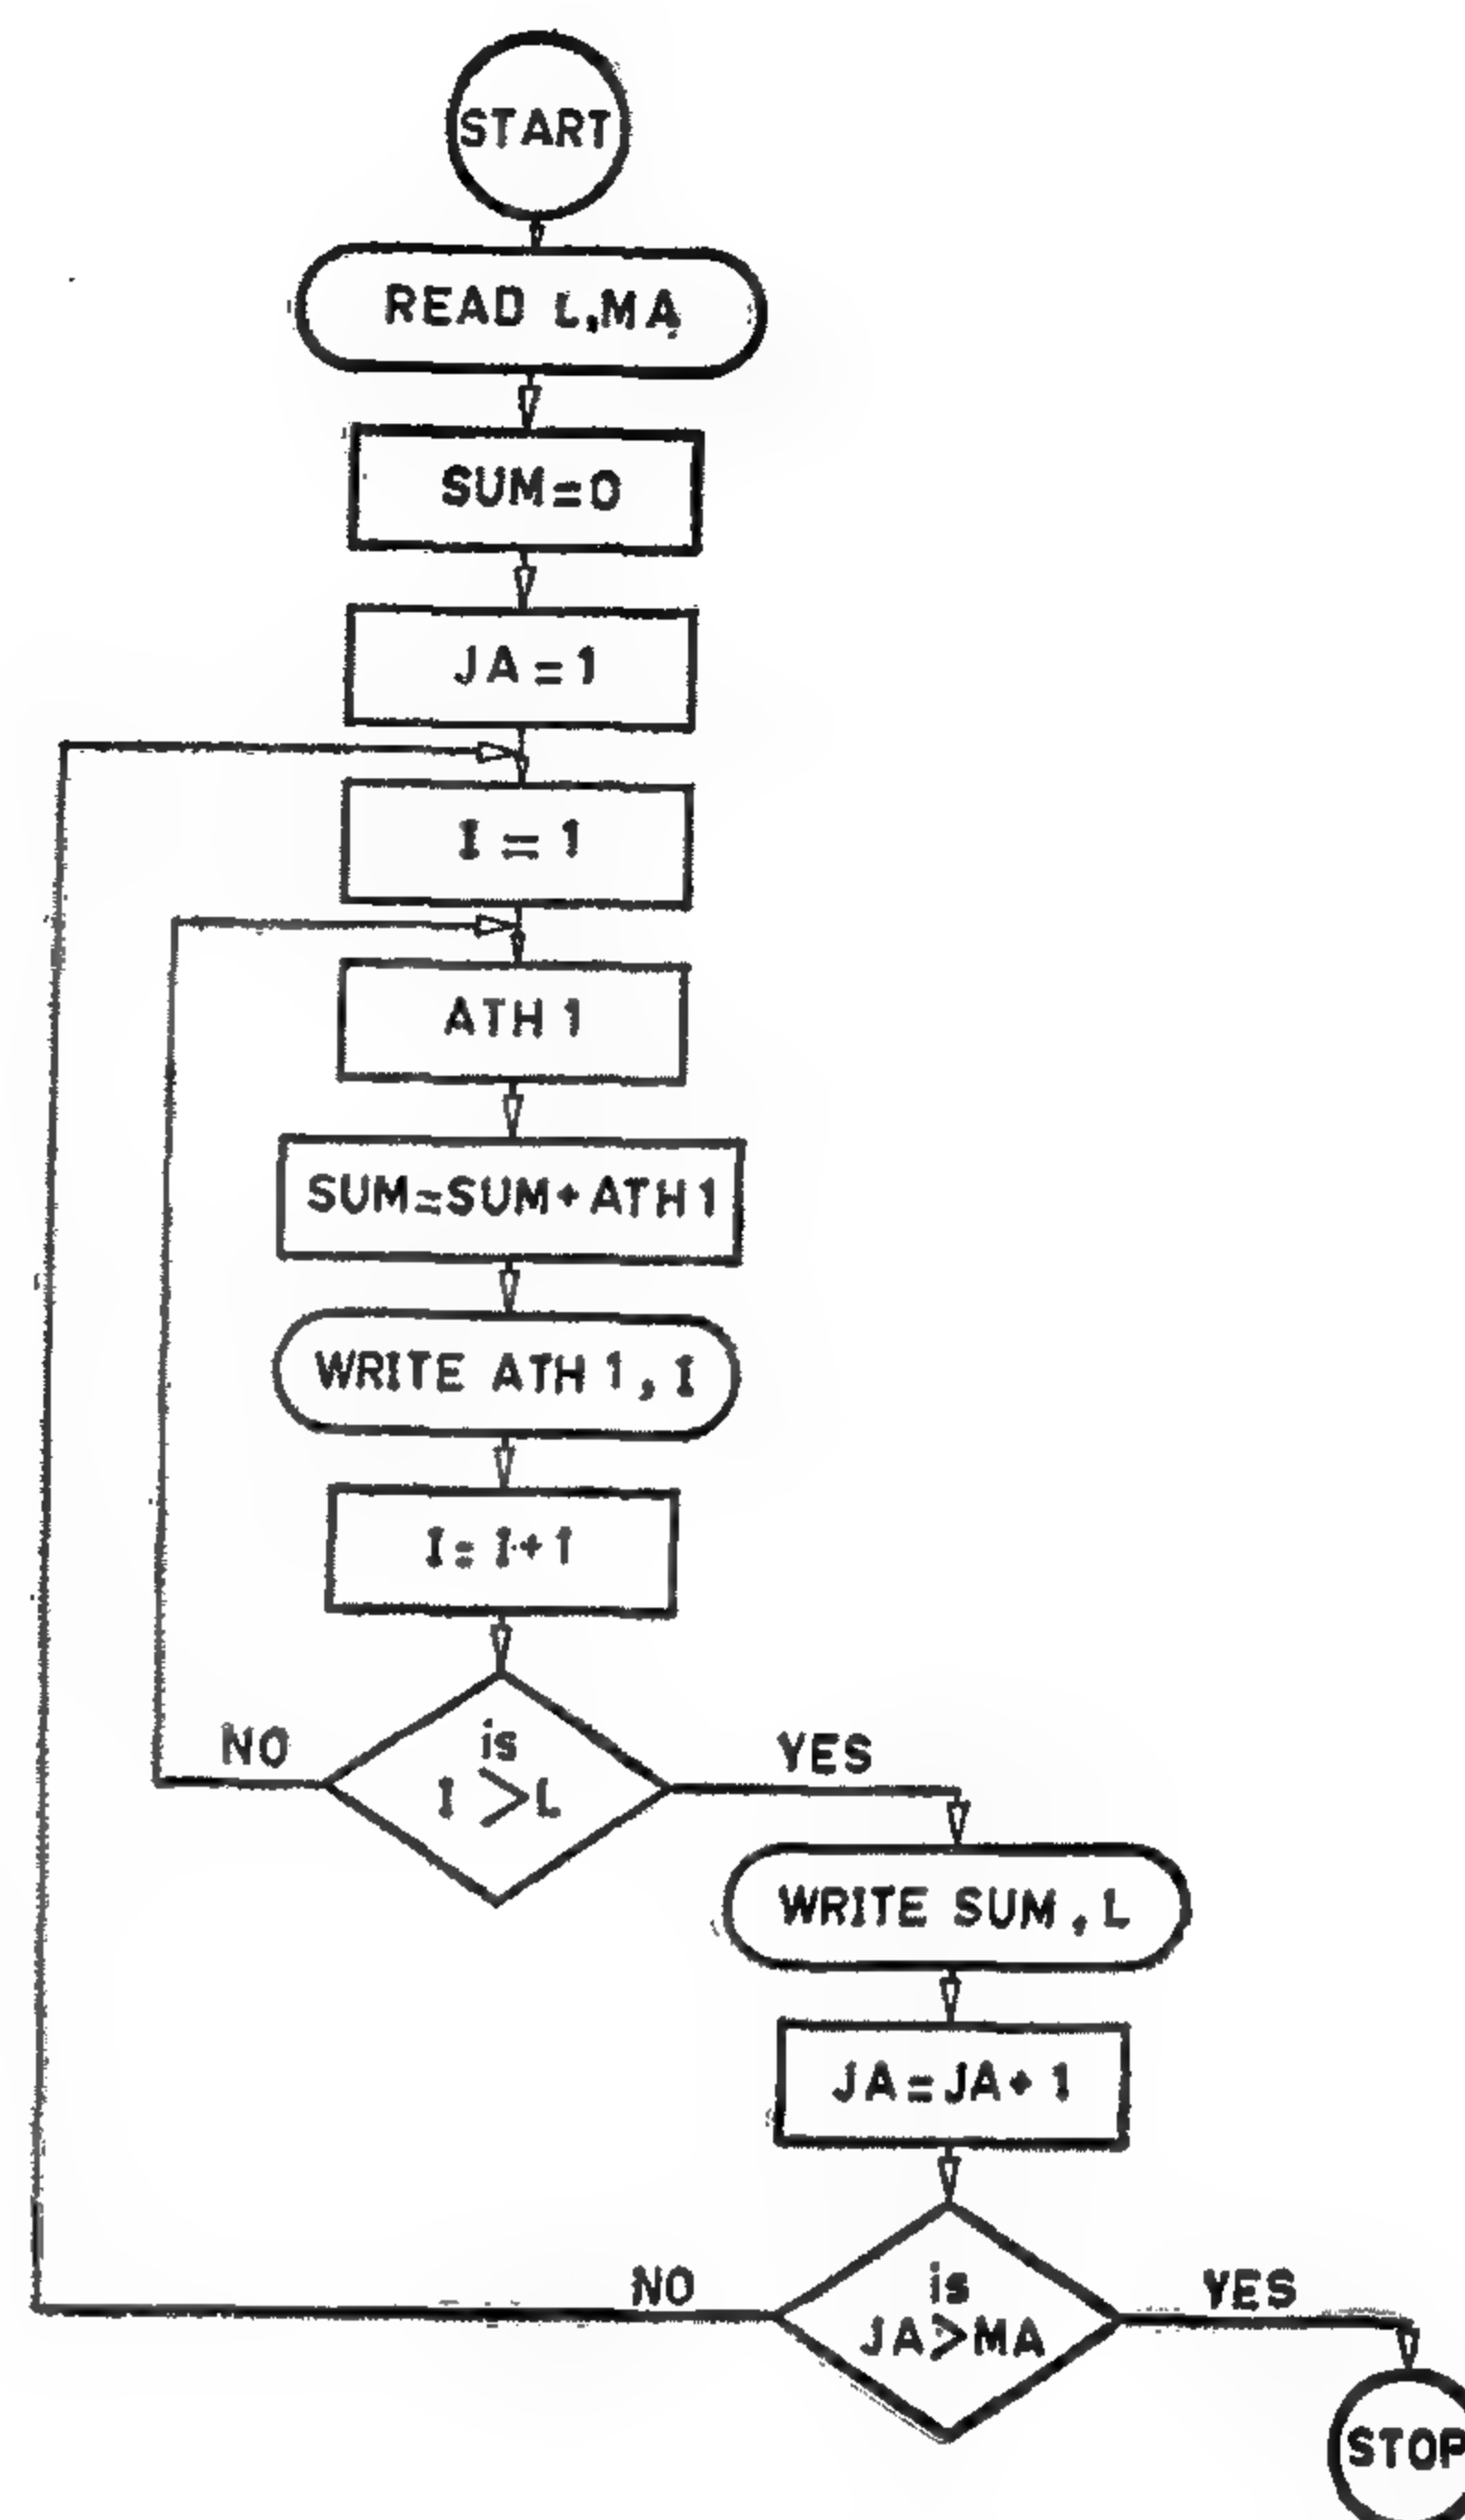 START
READ L,MA
SUM=0
JA=1
I=1
ATH1
SUM=SUM+ATH1
WRITE ATH1,I
I=I+1
is
I>L
NO
YES
WRITE SUM,L
JA=JA+1
is
JA>MA
NO
YES
STOP